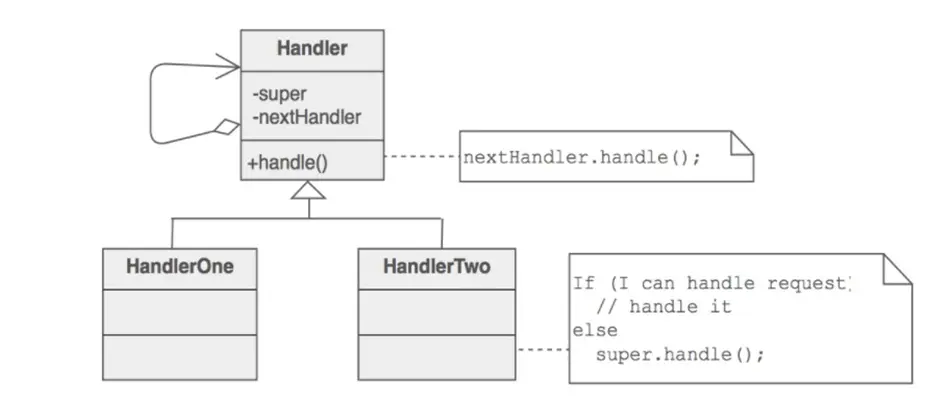 Handler
-super
-nextHandler
+handle()
nextHandler.handle();
HandlerOne
HandlerTwo
If (I can handle request)
// handle it
else
super.handle();